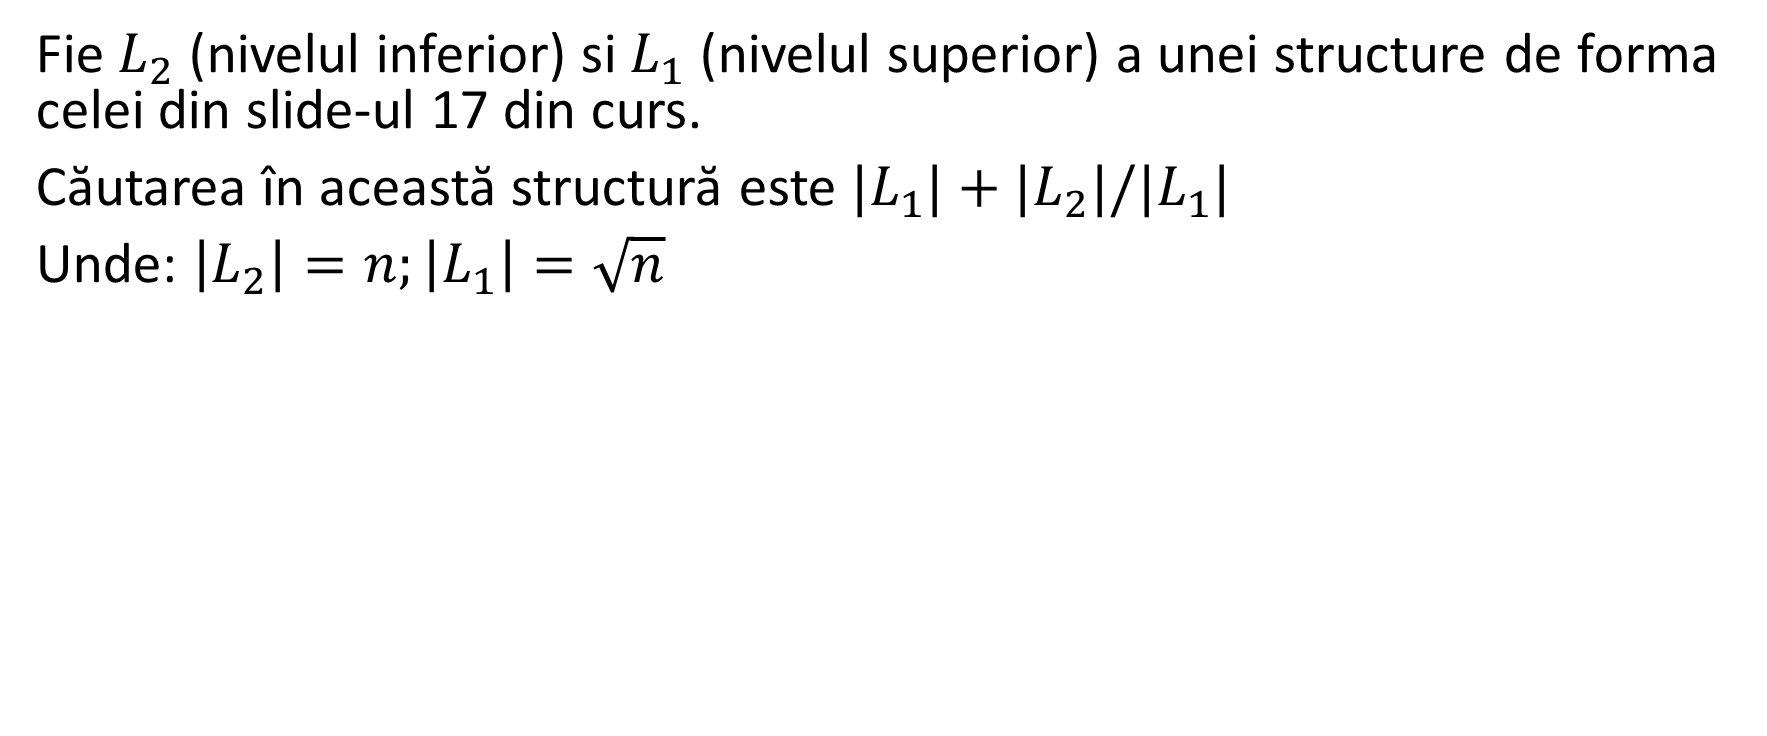 Fie 𝐿₂ (nivelul inferior) si 𝐿₁ (nivelul superior) a unei structure de forma
celei din slide-ul 17 din curs.
Căutarea în această structură este |𝐿₁| + |𝐿₂|/|𝐿₁|
Unde: |𝐿₂| = 𝑛; |𝐿₁| = √𝑛